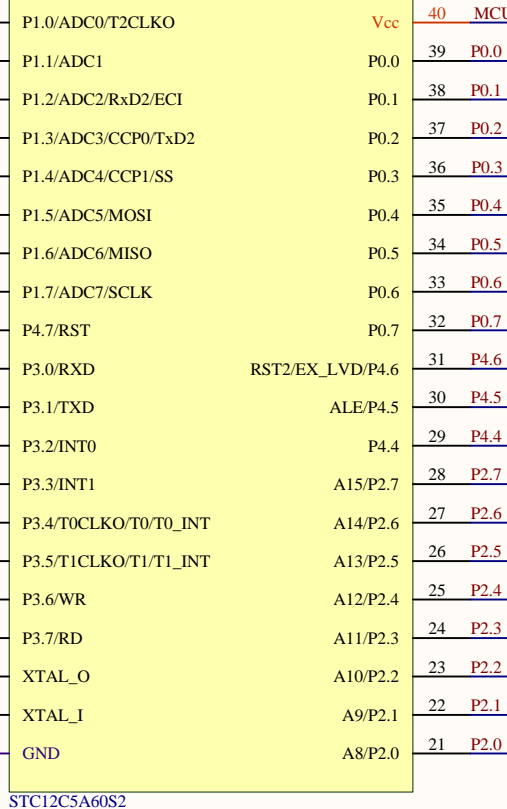 P1.0/ADC0/T2CLKO Vcc 40 MCU
P1.1/ADC1 P0.0 39 P0.0
P1.2/ADC2/RxD2/ECI P0.1 38 P0.1
P1.3/ADC3/CCP0/TxD2 P0.2 37 P0.2
P1.4/ADC4/CCP1/SS P0.3 36 P0.3
P1.5/ADC5/MOSI P0.4 35 P0.4
P1.6/ADC6/MISO P0.5 34 P0.5
P1.7/ADC7/SCLK P0.6 33 P0.6
P4.7/RST P0.7 32 P0.7
P3.0/RXD RST2/EX_LVD/P4.6 31 P4.6
P3.1/TXD ALE/P4.5 30 P4.5
P3.2/INT0 P4.4 29 P4.4
P3.3/INT1 A15/P2.7 28 P2.7
P3.4/T0CLKO/T0/T0_INT A14/P2.6 27 P2.6
P3.5/T1CLKO/T1/T1_INT A13/P2.5 26 P2.5
P3.6/WR A12/P2.4 25 P2.4
P3.7/RD A11/P2.3 24 P2.3
XTAL_O A10/P2.2 23 P2.2
XTAL_I A9/P2.1 22 P2.1
GND A8/P2.0 21 P2.0
STC12C5A60S2